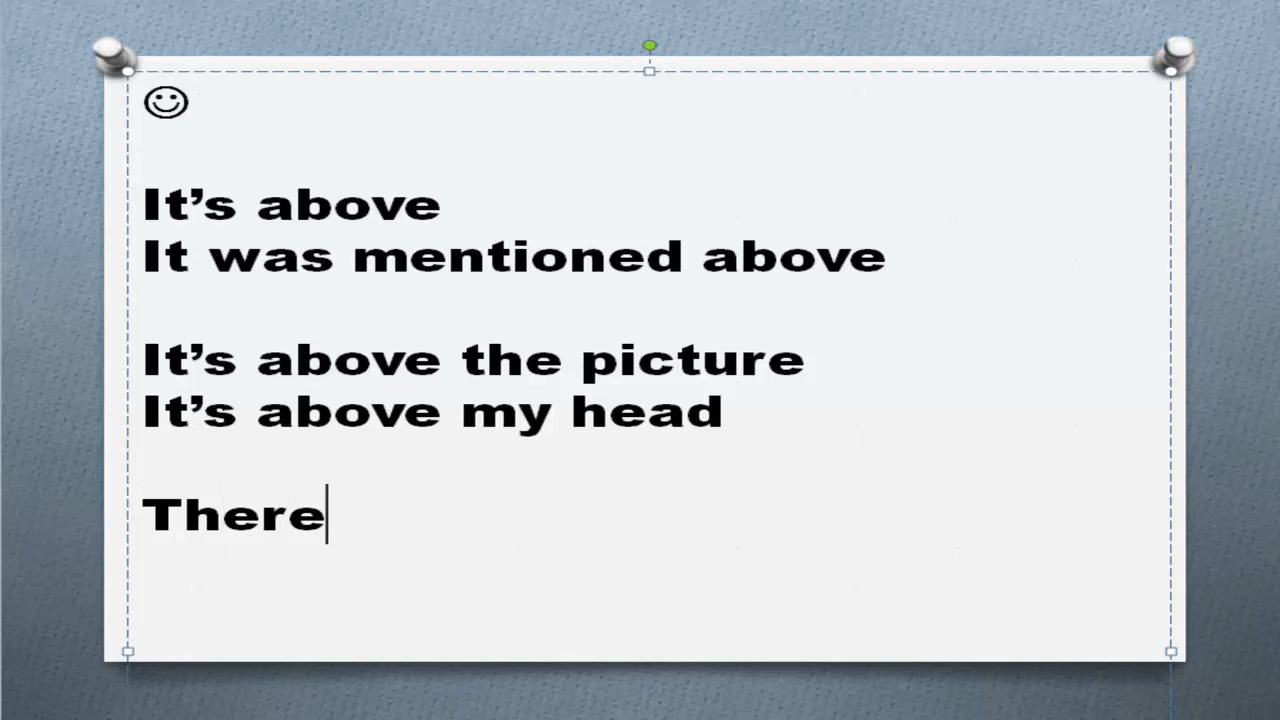 It’s above
It was mentioned above
It’s above the picture
It’s above my head
There